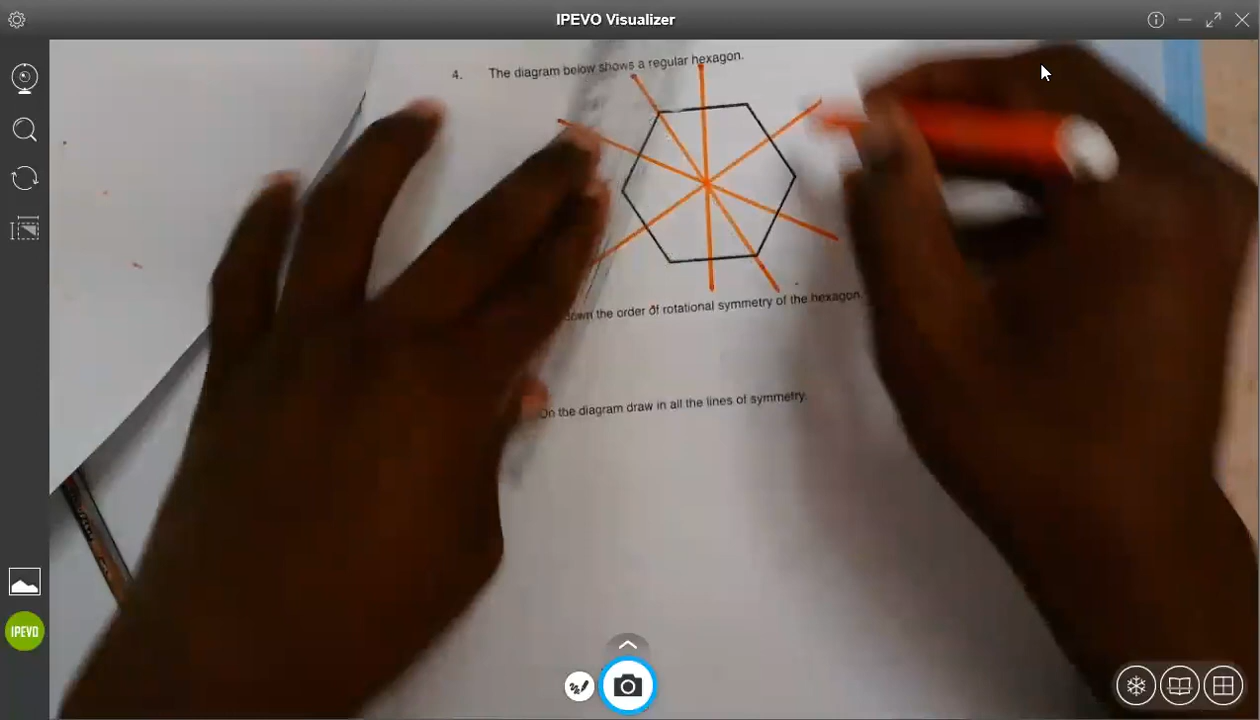 IPEVO Visualizer
4. The diagram below shows a regular hexagon.
down the order of rotational symmetry of the hexagon.
On the diagram draw in all the lines of symmetry.
IPEVO